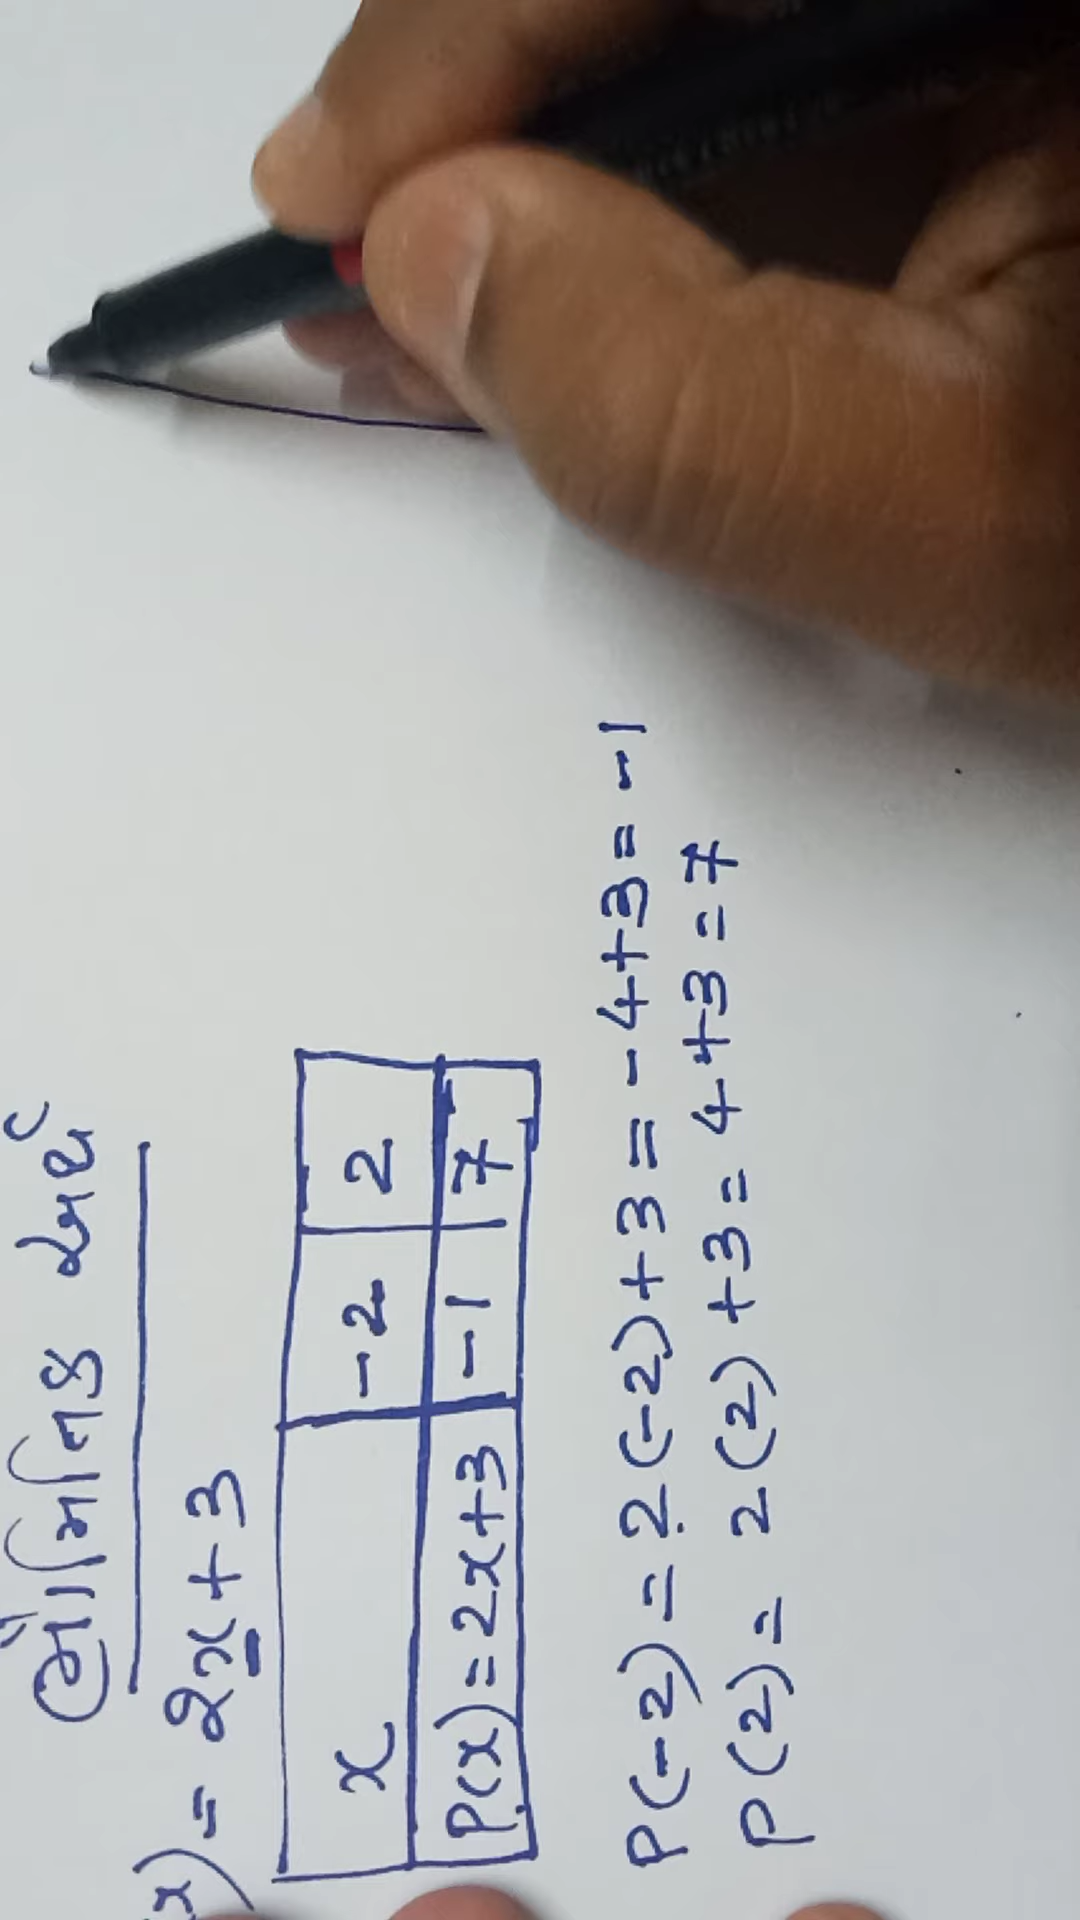 ભૌમિતિક અર્થ
(x) = 2x+3
x -2 2
P(x)=2x+3 -1 7
P(-2) = 2(-2)+3 = -4+3 = -1
P(2) = 2(2)+3 = 4+3 = 7